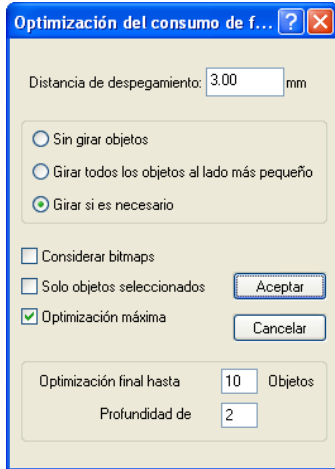 Optimización del consumo de f...
Distancia de despegamiento: 3.00 mm
Sin girar objetos
Girar todos los objetos al lado más pequeño
Girar si es necesario
Considerar bitmaps
Solo objetos seleccionados Aceptar
Optimización máxima
Cancelar
Optimización final hasta 10 Objetos
Profundidad de 2